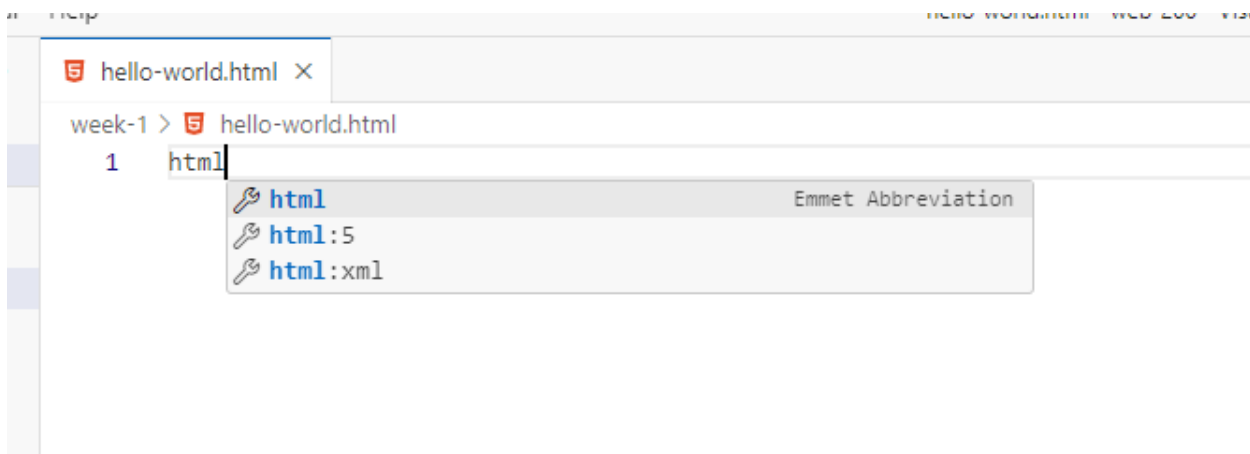 Help
hello-world.html - web-200 - Vis
hello-world.html ×
week-1 > hello-world.html
1 html
html Emmet Abbreviation
html:5
html:xml